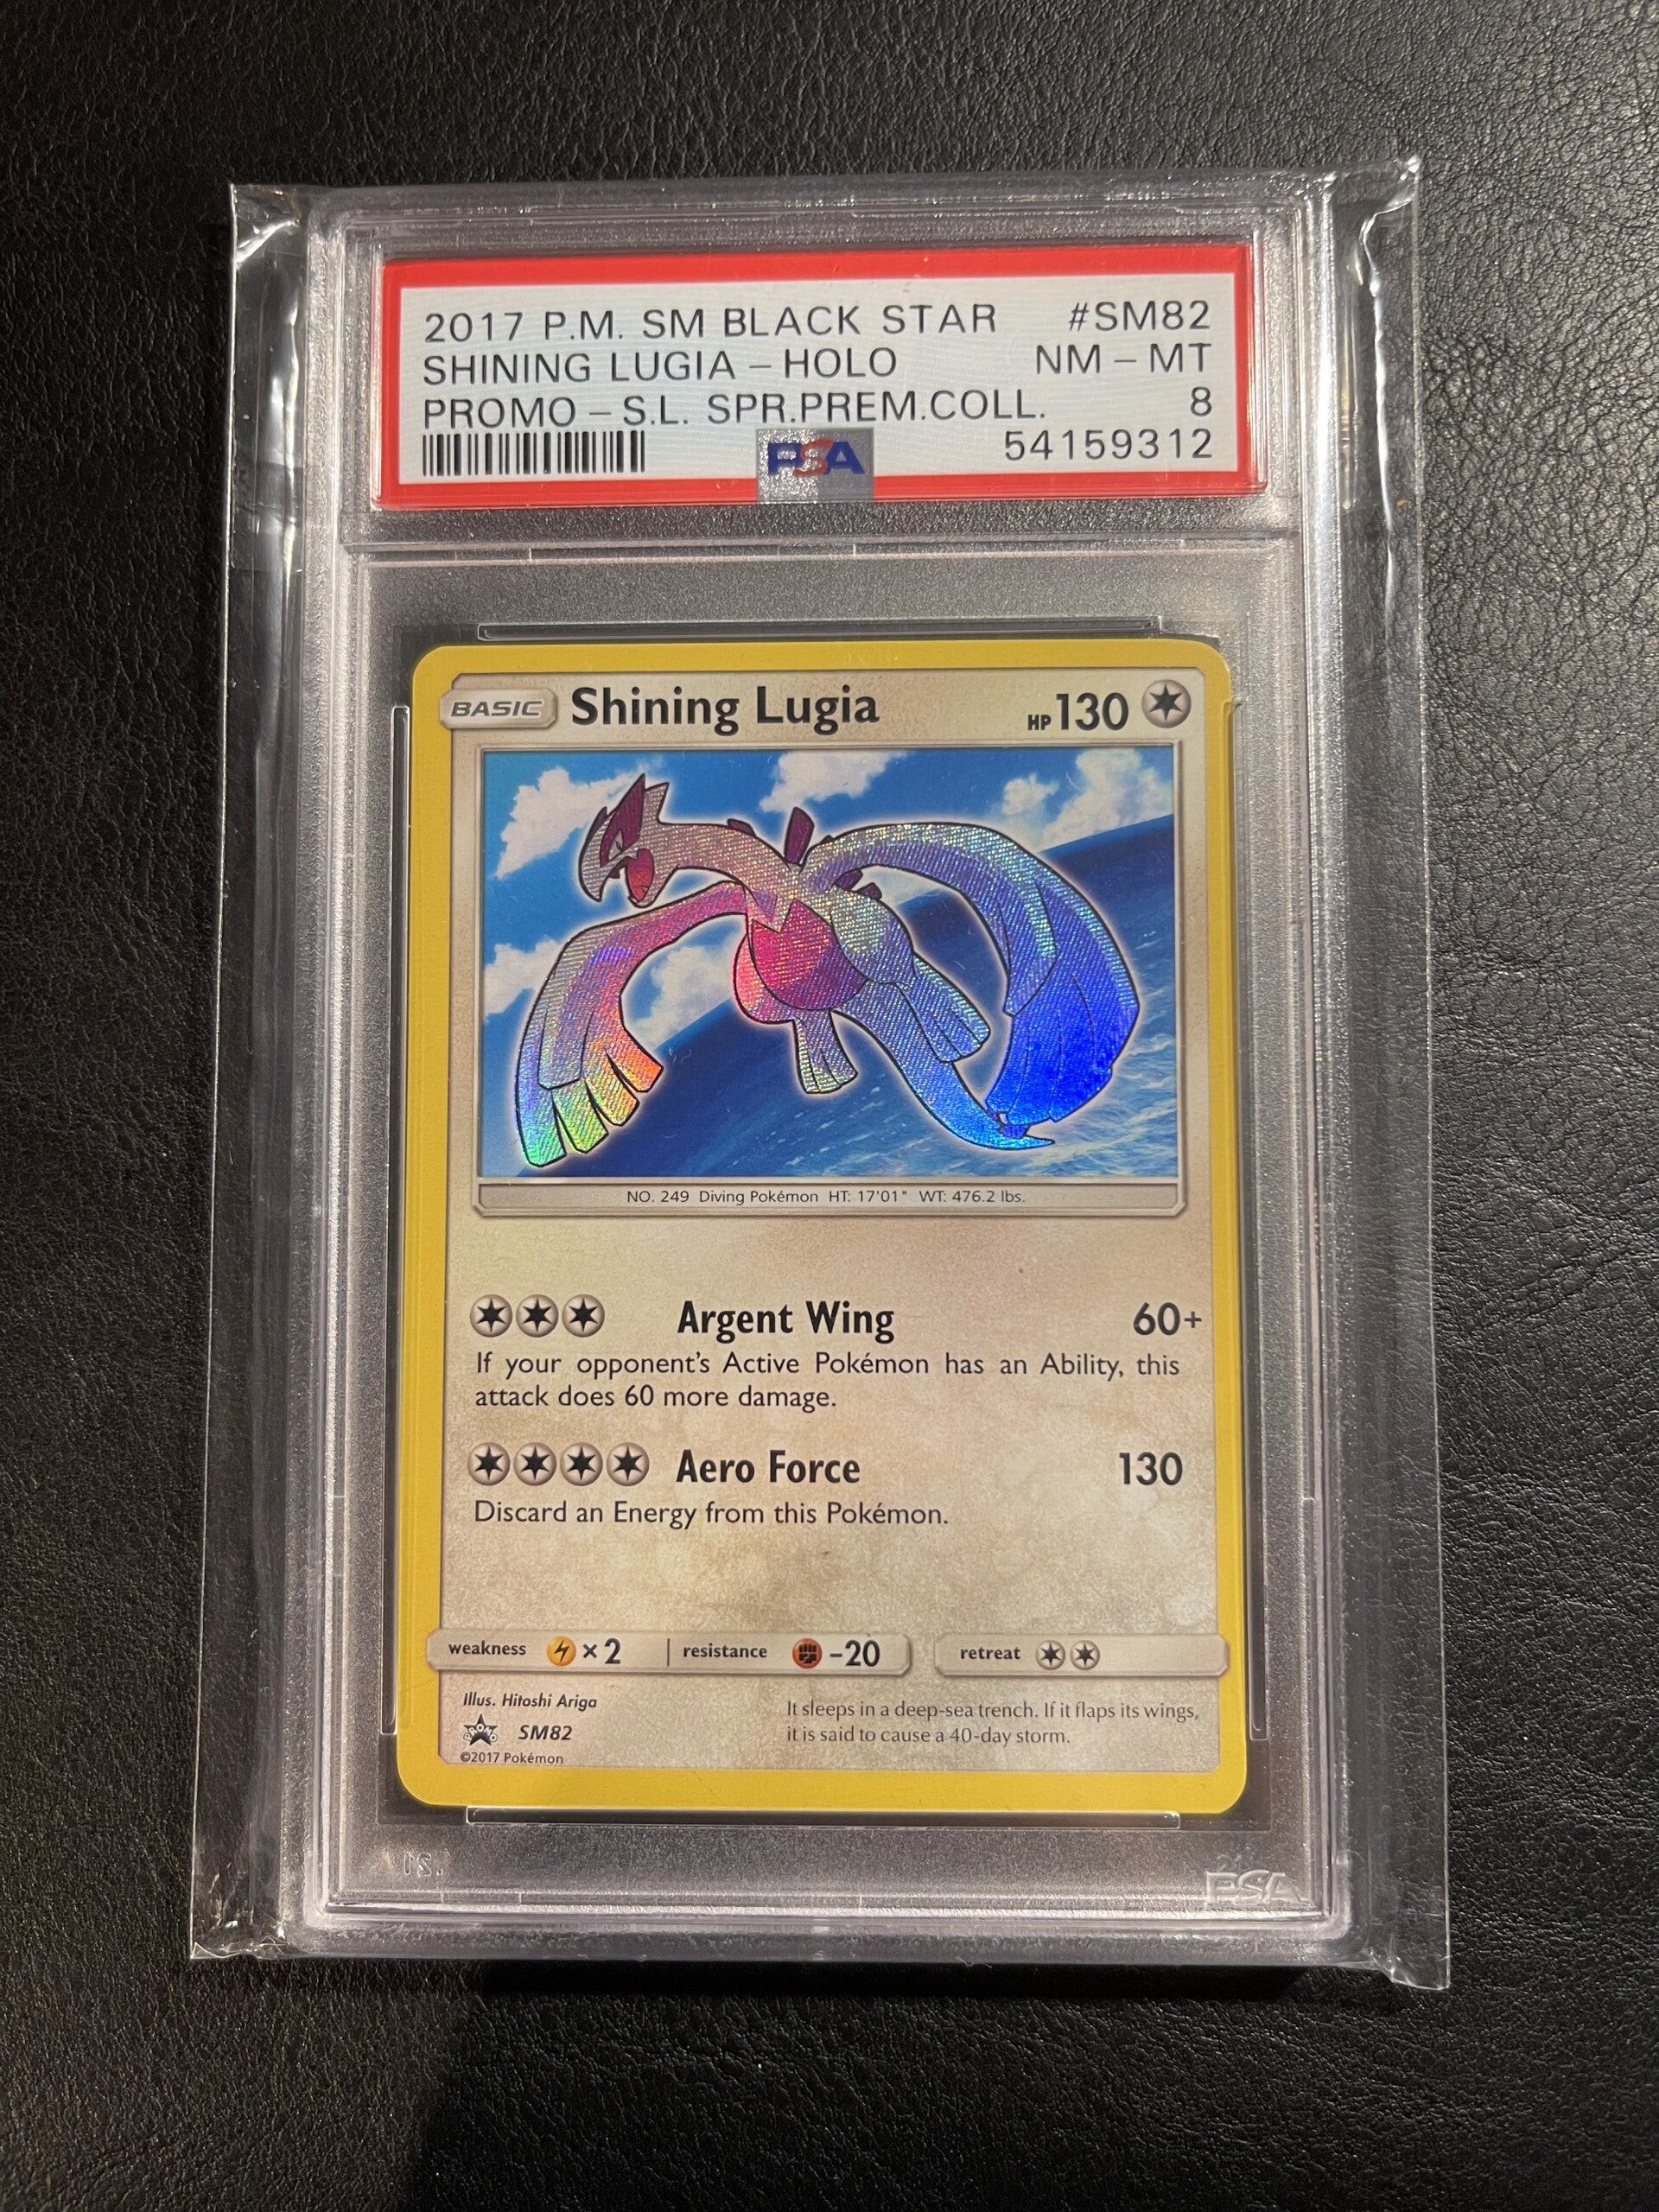 2017 P.M. SM BLACK STAR #SM82
SHINING LUGIA – HOLO NM – MT
PROMO – S.L. SPR.PREM.COLL. 8
PSA 54159312
BASIC Shining Lugia HP 130
NO. 249 Diving Pokémon HT: 17'01" WT: 476.2 lbs.
Argent Wing 60+
If your opponent's Active Pokémon has an Ability, this
attack does 60 more damage.
Aero Force 130
Discard an Energy from this Pokémon.
weakness ×2 resistance -20 retreat
Illus. Hitoshi Ariga
SM82
©2017 Pokémon
It sleeps in a deep-sea trench. If it flaps its wings,
it is said to cause a 40-day storm.
PSA